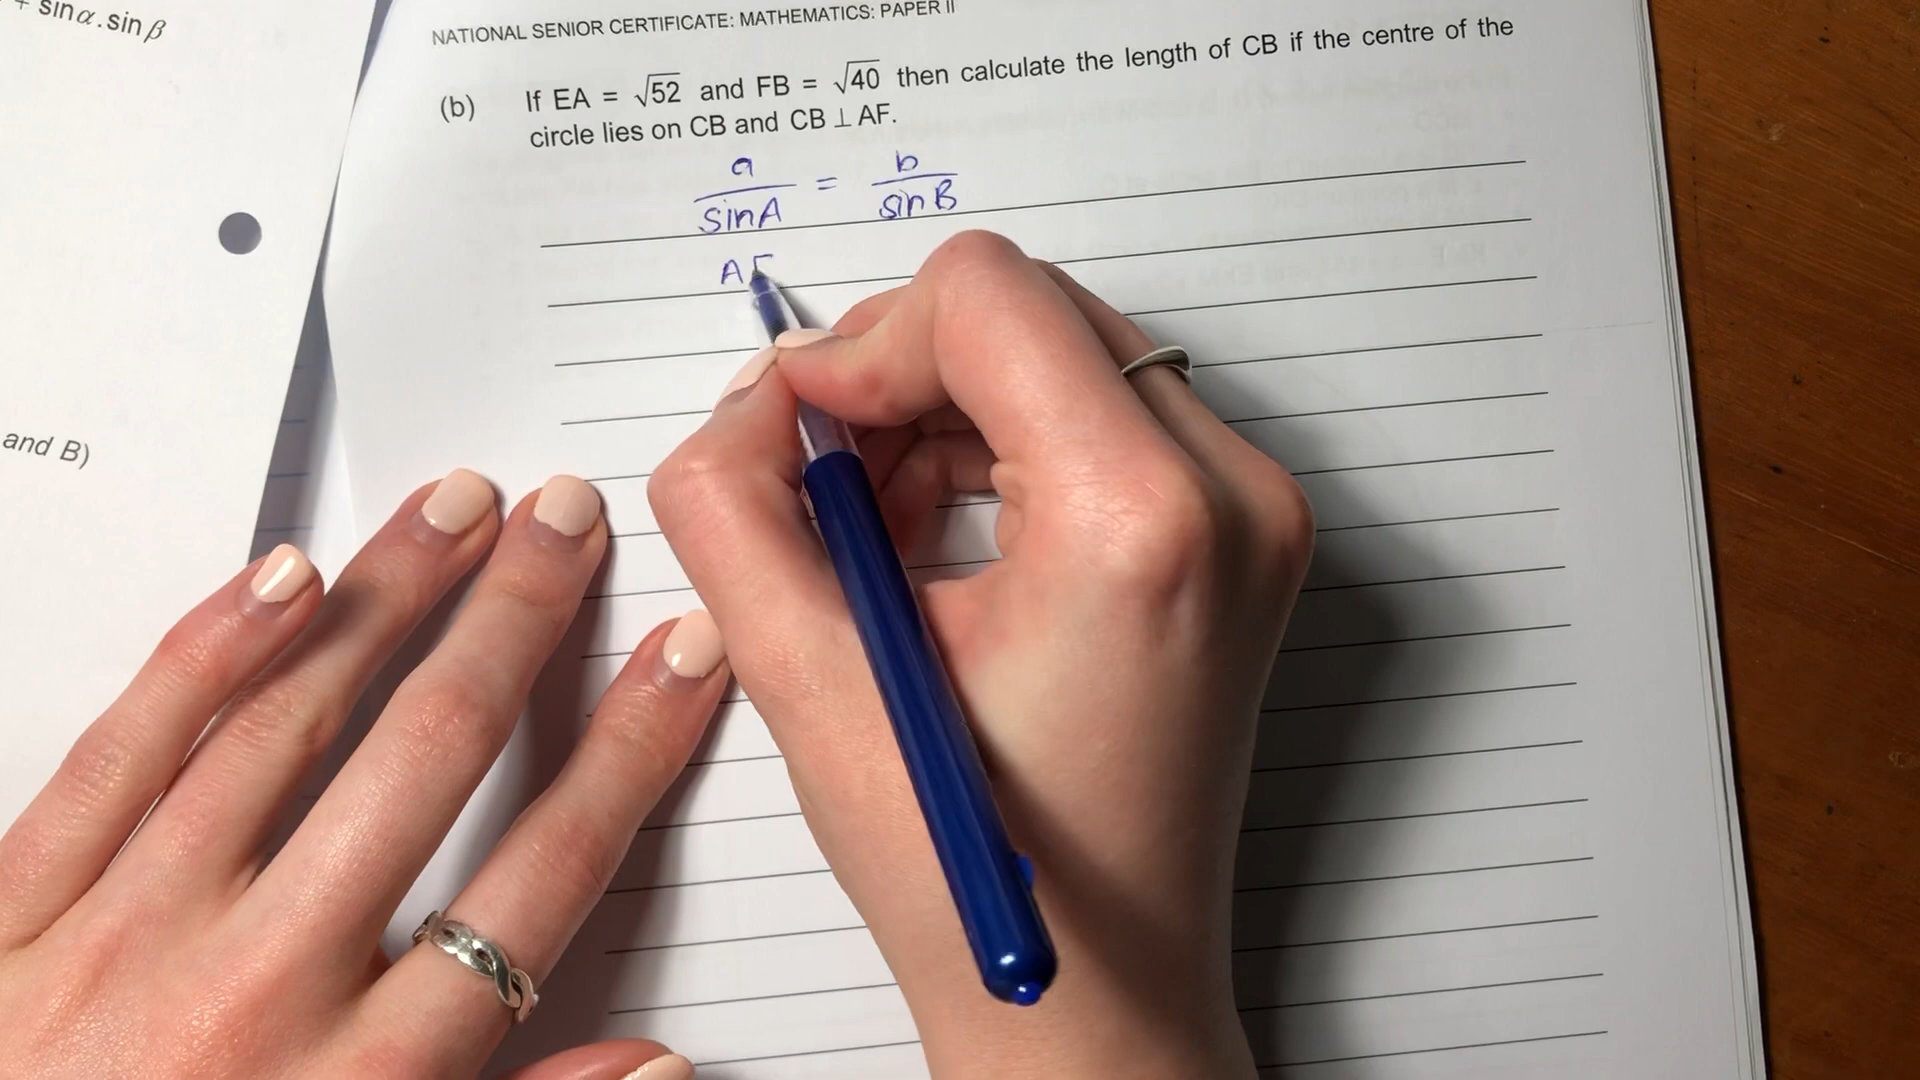 + sinα.sinβ
and B)
NATIONAL SENIOR CERTIFICATE: MATHEMATICS: PAPER II
(b) If EA = √52 and FB = √40 then calculate the length of CB if the centre of the
circle lies on CB and CB ⊥ AF.
a/sinA = b/sinB
AF